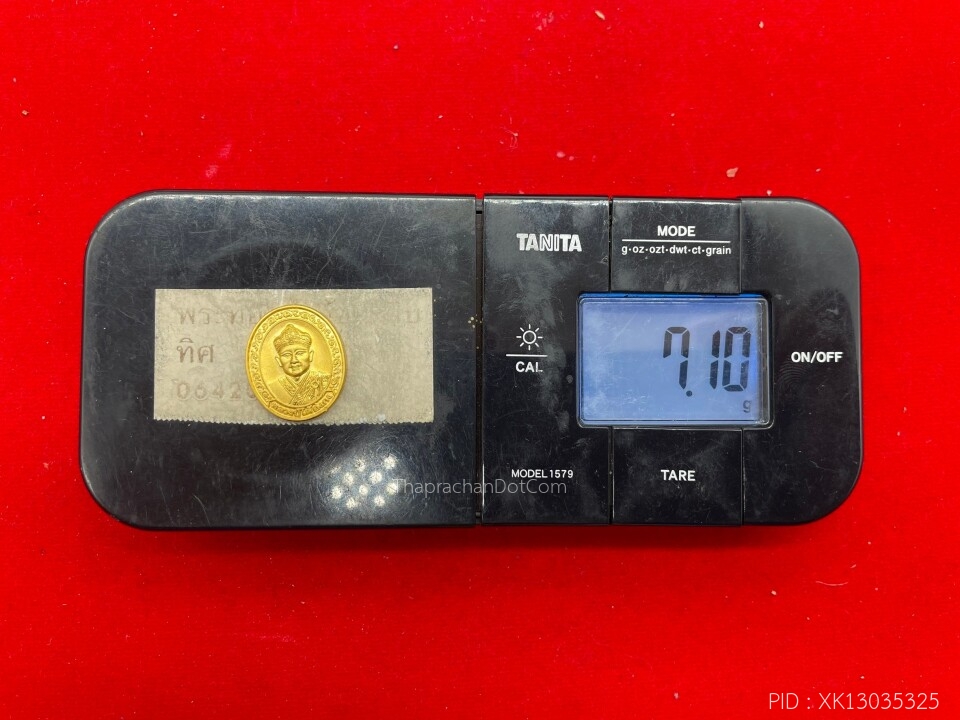 ทิศ
TANITA
MODE
g·oz·ozt·dwt·ct·grain
CAL
7.10
g
ON/OFF
MODEL 1579
TARE
ThaprachanDotCom
PID : XK13035325